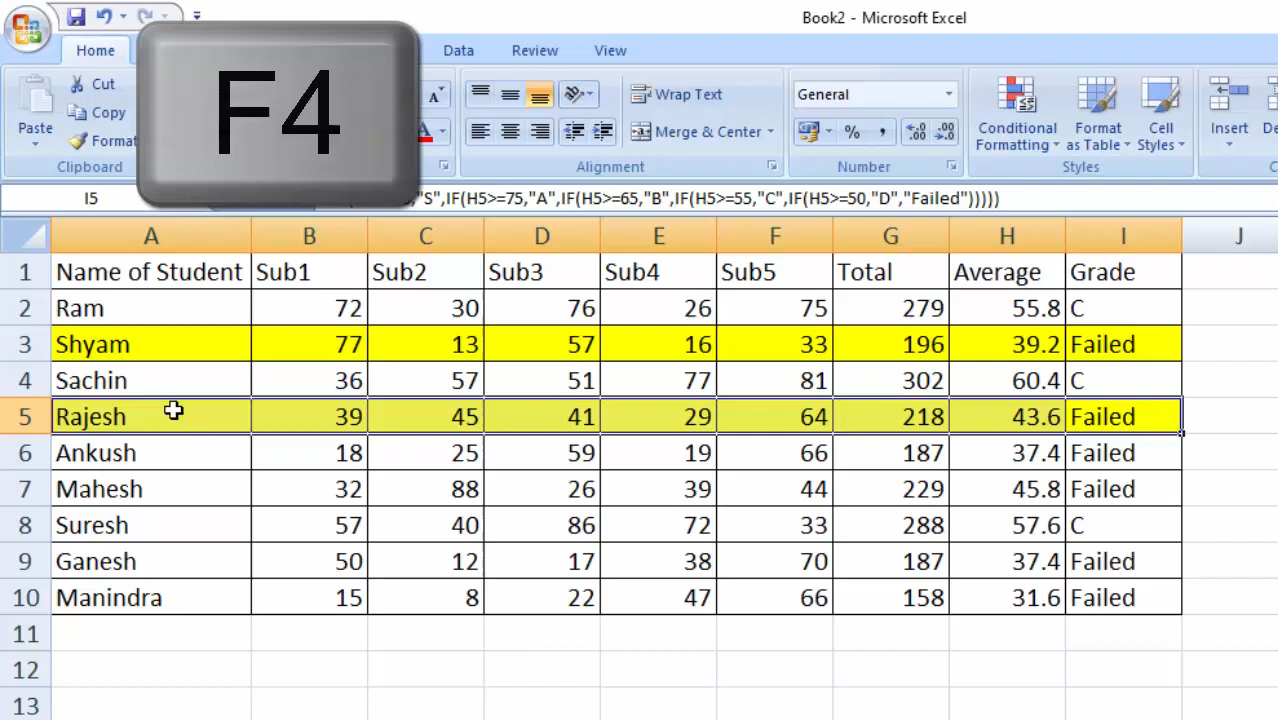 Book2 - Microsoft Excel
Home Data Review View
F4
Cut
Copy
Format
Paste
Clipboard
A
A
Wrap Text
Merge & Center
Alignment
General
%
,
Number
Conditional Formatting
Format as Table
Cell Styles
Styles
Insert
De
I5
"S",IF(H5>=75,"A",IF(H5>=65,"B",IF(H5>=55,"C",IF(H5>=50,"D","Failed")))))
A B C D E F G H I J
1 Name of Student Sub1 Sub2 Sub3 Sub4 Sub5 Total Average Grade
2 Ram 72 30 76 26 75 279 55.8 C
3 Shyam 77 13 57 16 33 196 39.2 Failed
4 Sachin 36 57 51 77 81 302 60.4 C
5 Rajesh 39 45 41 29 64 218 43.6 Failed
6 Ankush 18 25 59 19 66 187 37.4 Failed
7 Mahesh 32 88 26 39 44 229 45.8 Failed
8 Suresh 57 40 86 72 33 288 57.6 C
9 Ganesh 50 12 17 38 70 187 37.4 Failed
10 Manindra 15 8 22 47 66 158 31.6 Failed
11
12
13